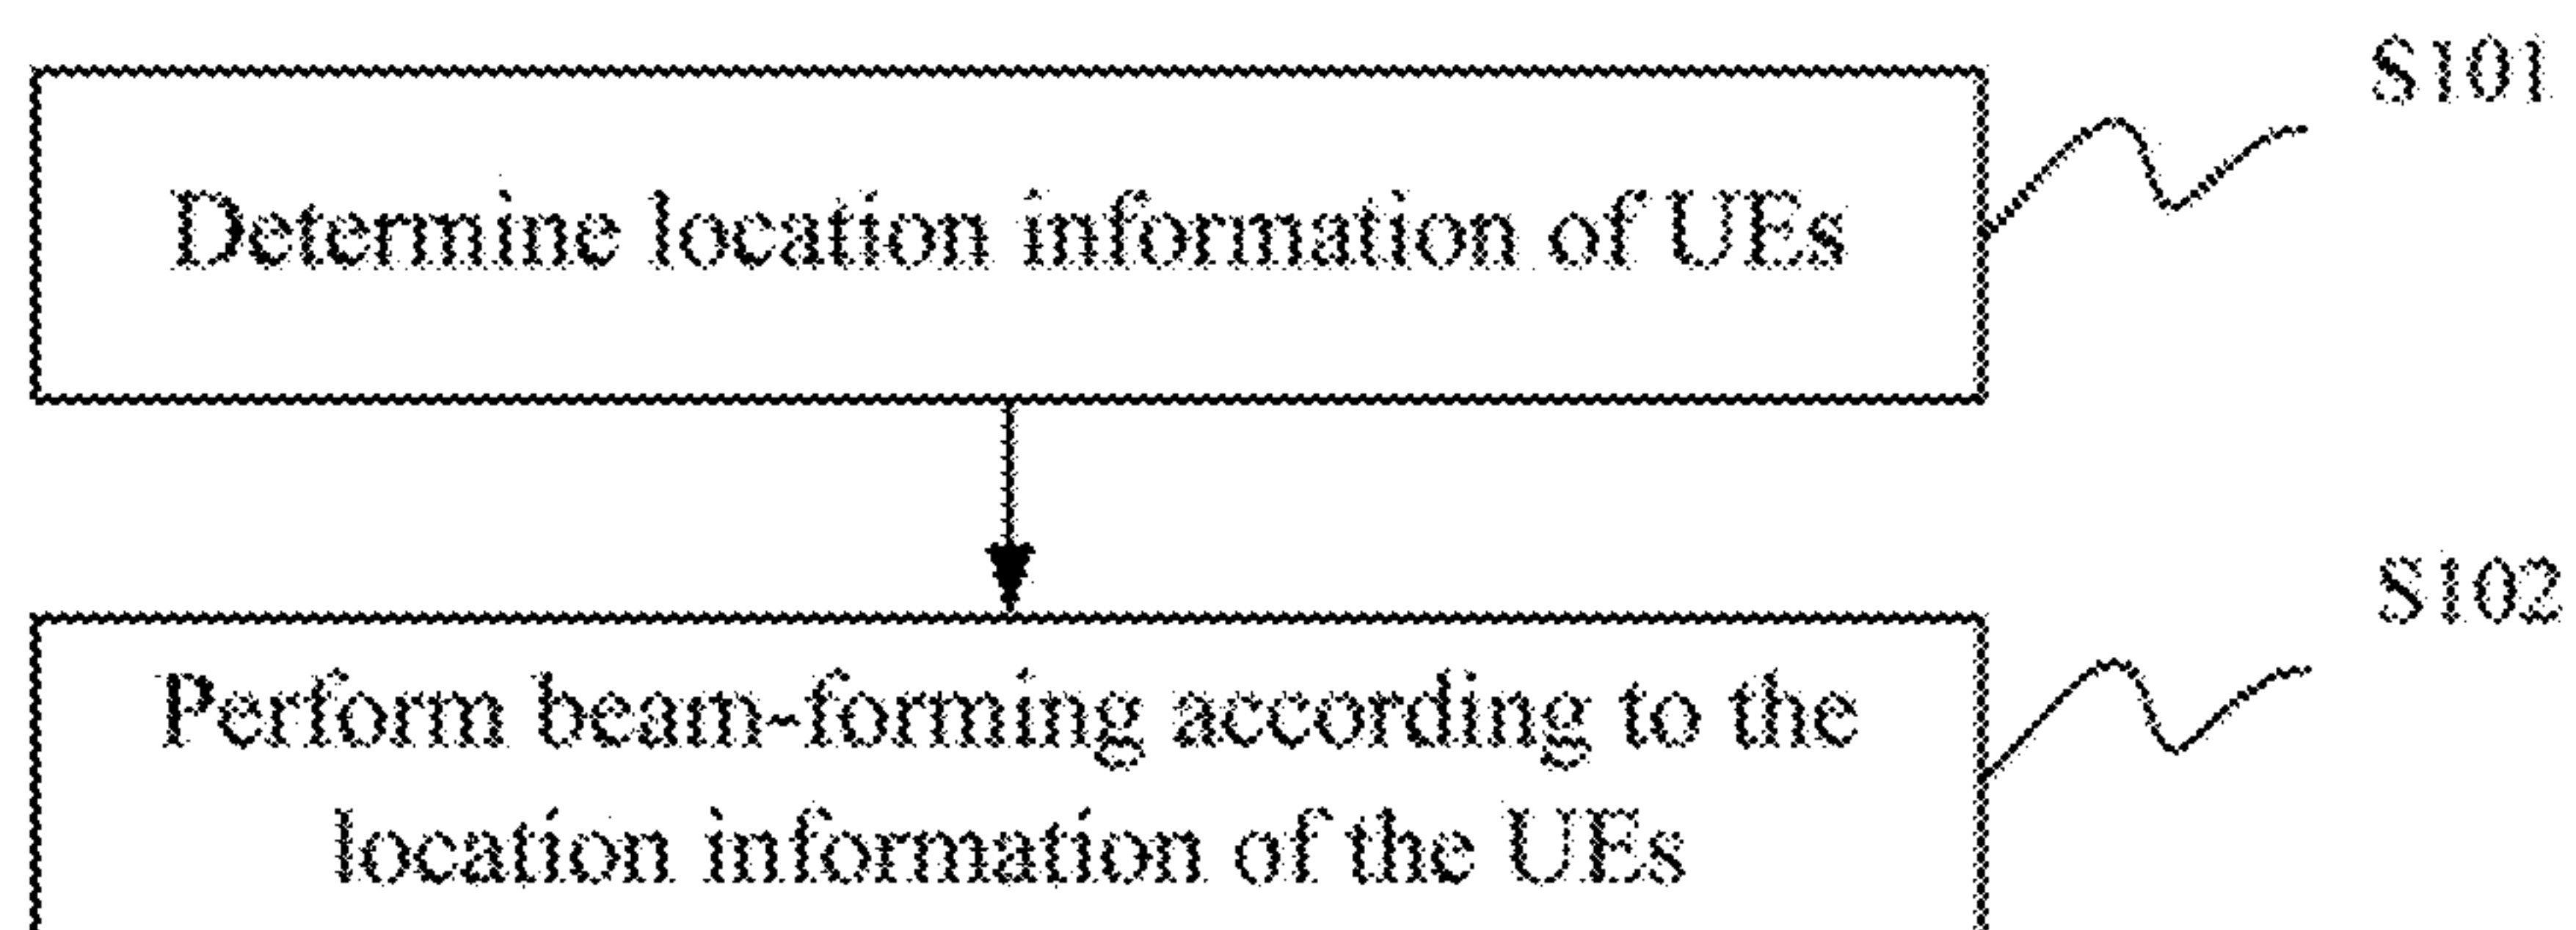 S101
Determine location information of UEs
S102
Perform beam-forming according to the
location information of the UEs